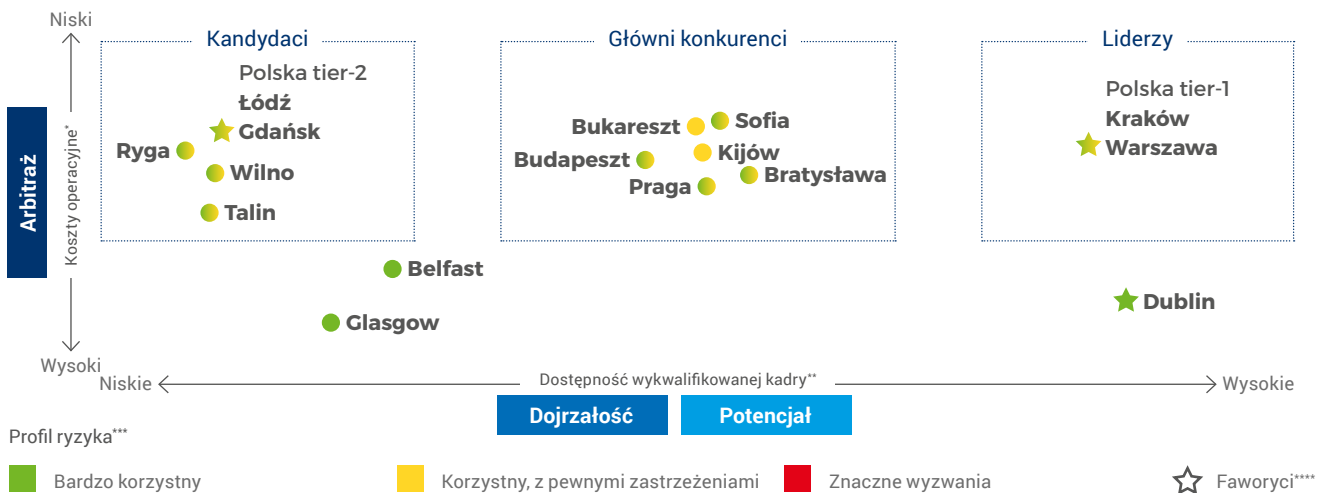 Niski
Kandydaci
Główni konkurenci
Liderzy
Polska tier-2
Łódź
Gdańsk
Ryga
Wilno
Talin
Bukareszt
Sofia
Budapeszt
Kijów
Praga
Bratysława
Polska tier-1
Kraków
Warszawa
Arbitraż
Koszty operacyjne*
Belfast
Glasgow
Dublin
Wysoki
Niskie
Dostępność wykwalifikowanej kadry**
Wysokie
Dojrzałość
Potencjał
Profil ryzyka***
Bardzo korzystny
Korzystny, z pewnymi zastrzeżeniami
Znaczne wyzwania
Faworyci****